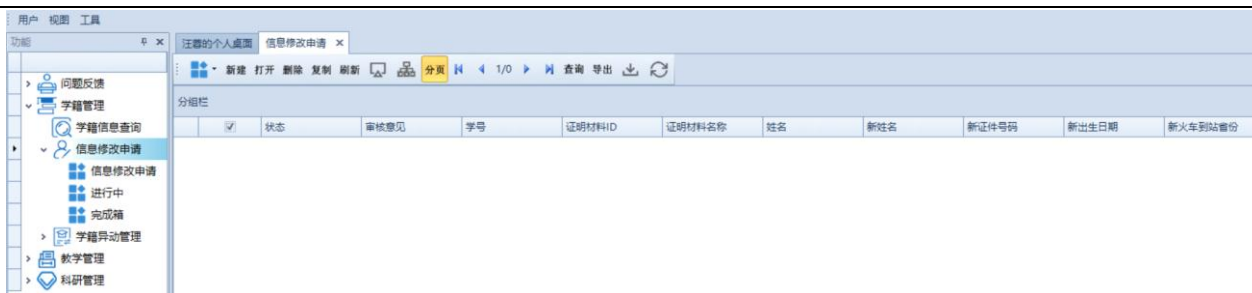 用户 视图 工具
功能
汪蓉的个人桌面 信息修改申请
新建 打开 删除 复制 刷新 分页 1/0 查询 导出
分组栏
状态 审核意见 学号 证明材料ID 证明材料名称 姓名 新姓名 新证件号码 新出生日期 新火车到站省份
问题反馈
学籍管理
学籍信息查询
信息修改申请
信息修改申请
进行中
完成箱
学籍异动管理
教学管理
科研管理